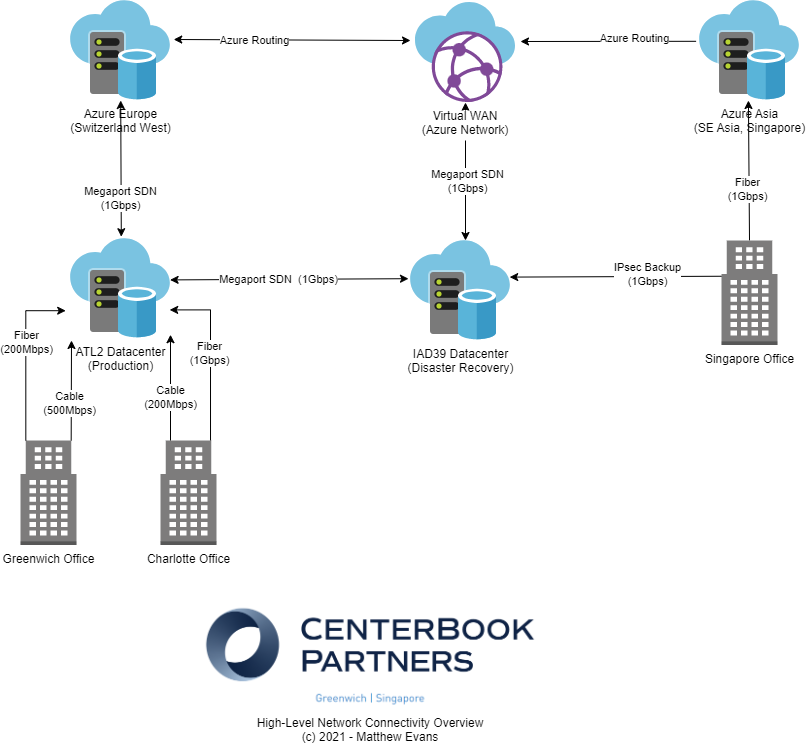 Azure Routing
Azure Routing
Azure Europe
(Switzerland West)
Virtual WAN
(Azure Network)
Azure Asia
(SE Asia, Singapore)
Megaport SDN
(1Gbps)
Megaport SDN
(1Gbps)
Fiber
(1Gbps)
Megaport SDN (1Gbps)
IPsec Backup
(1Gbps)
ATL2 Datacenter
(Production)
IAD39 Datacenter
(Disaster Recovery)
Singapore Office
Fiber
(200Mbps)
Cable
(500Mbps)
Cable
(200Mbps)
Fiber
(1Gbps)
Greenwich Office
Charlotte Office
CENTERBOOK
PARTNERS
Greenwich | Singapore
High-Level Network Connectivity Overview
(c) 2021 - Matthew Evans